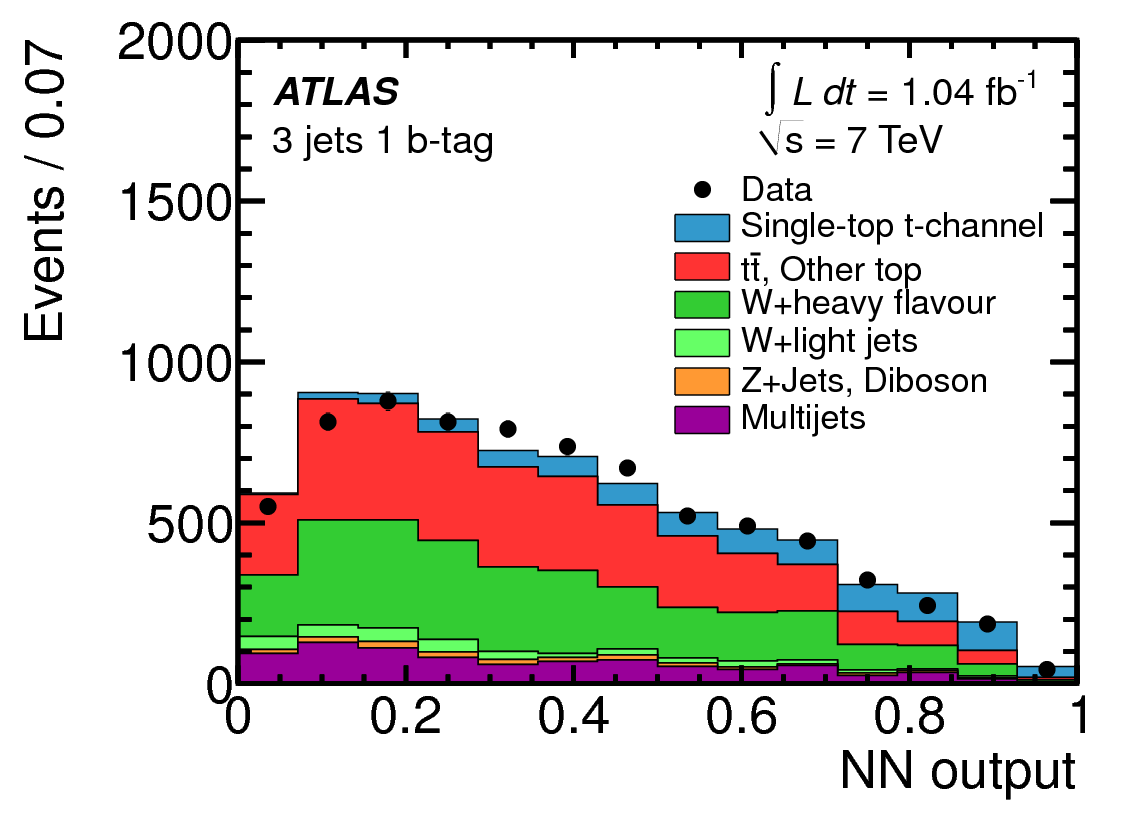 2000
1500
1000
500
0
Events / 0.07
ATLAS
3 jets 1 b-tag
∫ L dt = 1.04 fb⁻¹
√s = 7 TeV
Data
Single-top t-channel
tt̄, Other top
W+heavy flavour
W+light jets
Z+Jets, Diboson
Multijets
0 0.2 0.4 0.6 0.8 1
NN output